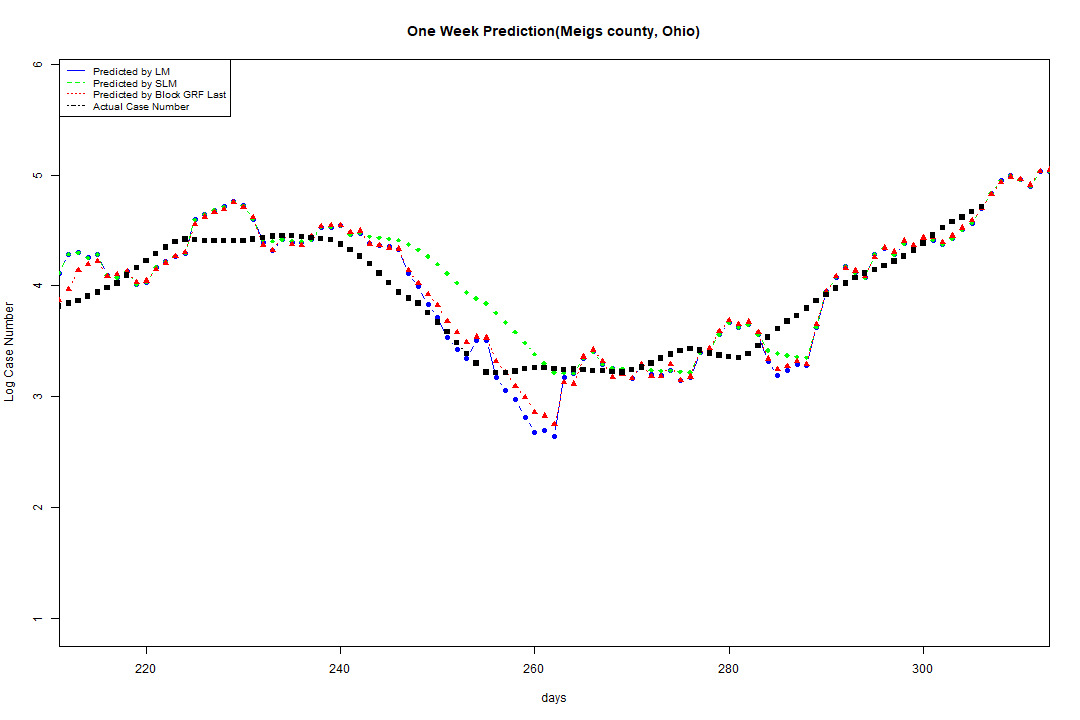 One Week Prediction(Meigs county, Ohio)
Predicted by LM
Predicted by SLM
Predicted by Block GRF Last
Actual Case Number
6
5
4
3
2
1
Log Case Number
220 240 260 280 300
days